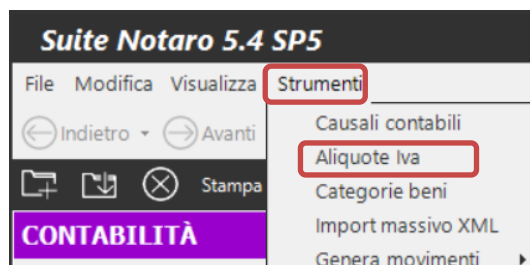 Suite Notaro 5.4 SP5
File Modifica Visualizza Strumenti
Indietro Avanti
Causali contabili
Aliquote Iva
Stampa
Categorie beni
CONTABILITÀ
Import massivo XML
Genera movimenti